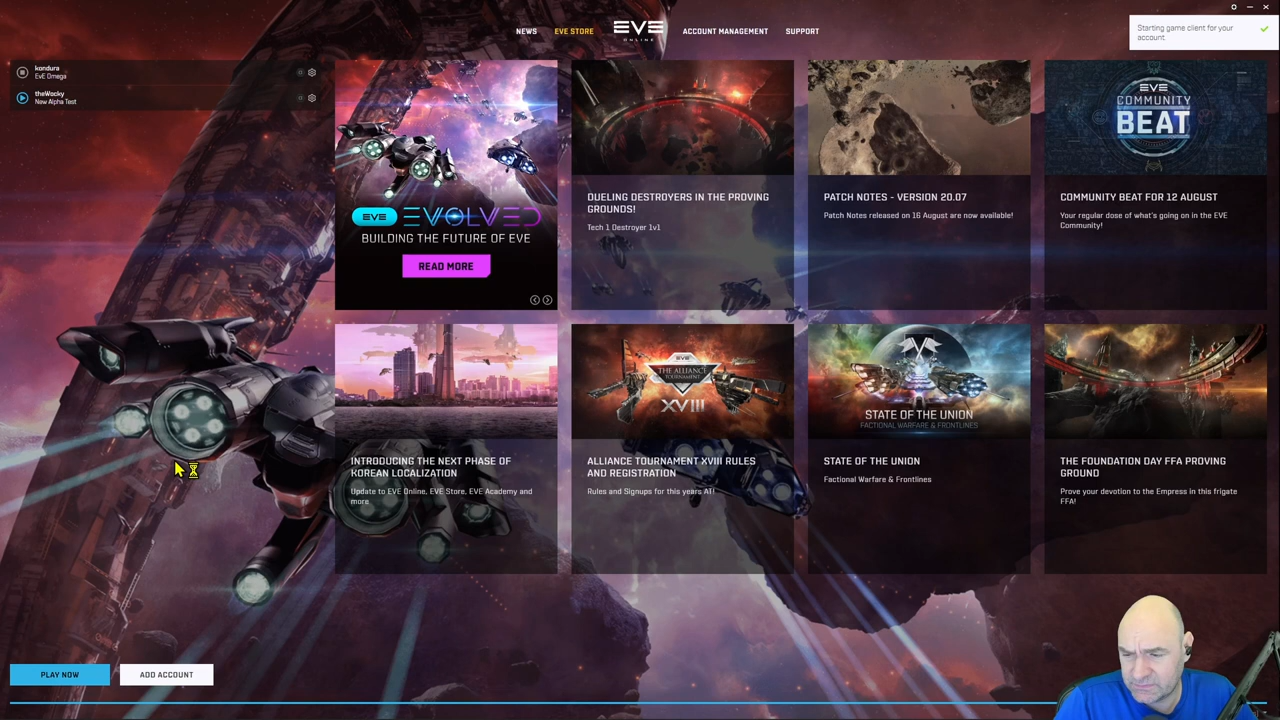 NEWS
EVE STORE
EVE
ONLINE
ACCOUNT MANAGEMENT
SUPPORT
Starting game client for your
account
kondura
EvE Omega
theWocky
New Alpha Test
EVE EVOLVED
BUILDING THE FUTURE OF EVE
READ MORE
DUELING DESTROYERS IN THE PROVING
GROUNDS!
Tech 1 Destroyer 1v1
PATCH NOTES - VERSION 20.07
Patch Notes released on 16 August are now available!
EVE
COMMUNITY
BEAT
COMMUNITY BEAT FOR 12 AUGUST
Your regular dose of what's going on in the EVE
Community!
INTRODUCING THE NEXT PHASE OF
KOREAN LOCALIZATION
Update to EVE Online, EVE Store, EVE Academy and
more
EVE
THE ALLIANCE
TOURNAMENT
XVIII
ALLIANCE TOURNAMENT XVIII RULES
AND REGISTRATION
Rules and Signups for this years AT!
STATE OF THE UNION
FACTIONAL WARFARE & FRONTLINES
STATE OF THE UNION
Factional Warfare & Frontlines
THE FOUNDATION DAY FFA PROVING
GROUND
Prove your devotion to the Empress in this frigate
FFA!
PLAY NOW
ADD ACCOUNT